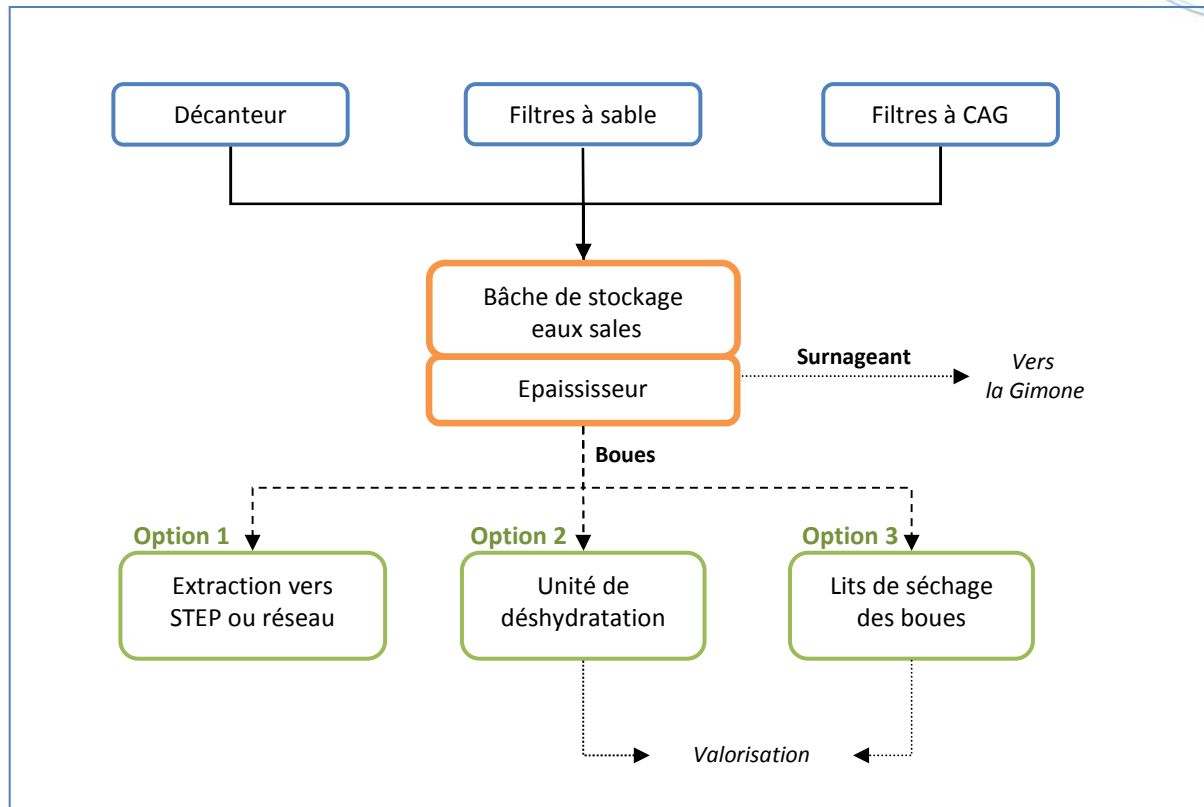 Décanteur
Filtres à sable
Filtres à CAG
Bâche de stockage
eaux sales
Epaississeur
Surnageant
Vers
la Gimone
Boues
Option 1
Option 2
Option 3
Extraction vers
STEP ou réseau
Unité de
déshydratation
Lits de séchage
des boues
Valorisation